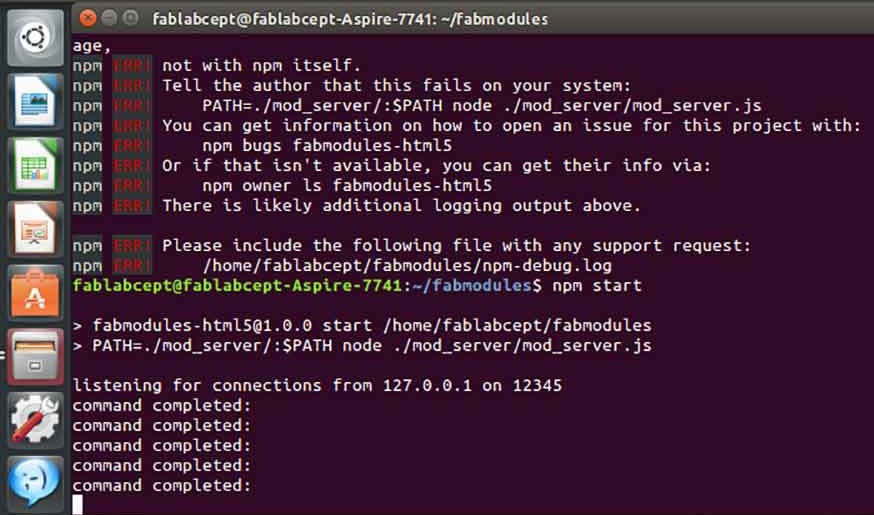 fablabcept@fablabcept-Aspire-7741: ~/fabmodules
age,
npm ERR! not with npm itself.
npm ERR! Tell the author that this fails on your system:
npm ERR!     PATH=./mod_server/:$PATH node ./mod_server/mod_server.js
npm ERR! You can get information on how to open an issue for this project with:
npm ERR!     npm bugs fabmodules-html5
npm ERR! Or if that isn't available, you can get their info via:
npm ERR!     npm owner ls fabmodules-html5
npm ERR! There is likely additional logging output above.
npm ERR! Please include the following file with any support request:
npm ERR!     /home/fablabcept/fabmodules/npm-debug.log
fablabcept@fablabcept-Aspire-7741:~/fabmodules$ npm start
> fabmodules-html5@1.0.0 start /home/fablabcept/fabmodules
> PATH=./mod_server/:$PATH node ./mod_server/mod_server.js
listening for connections from 127.0.0.1 on 12345
command completed:
command completed:
command completed:
command completed:
command completed: